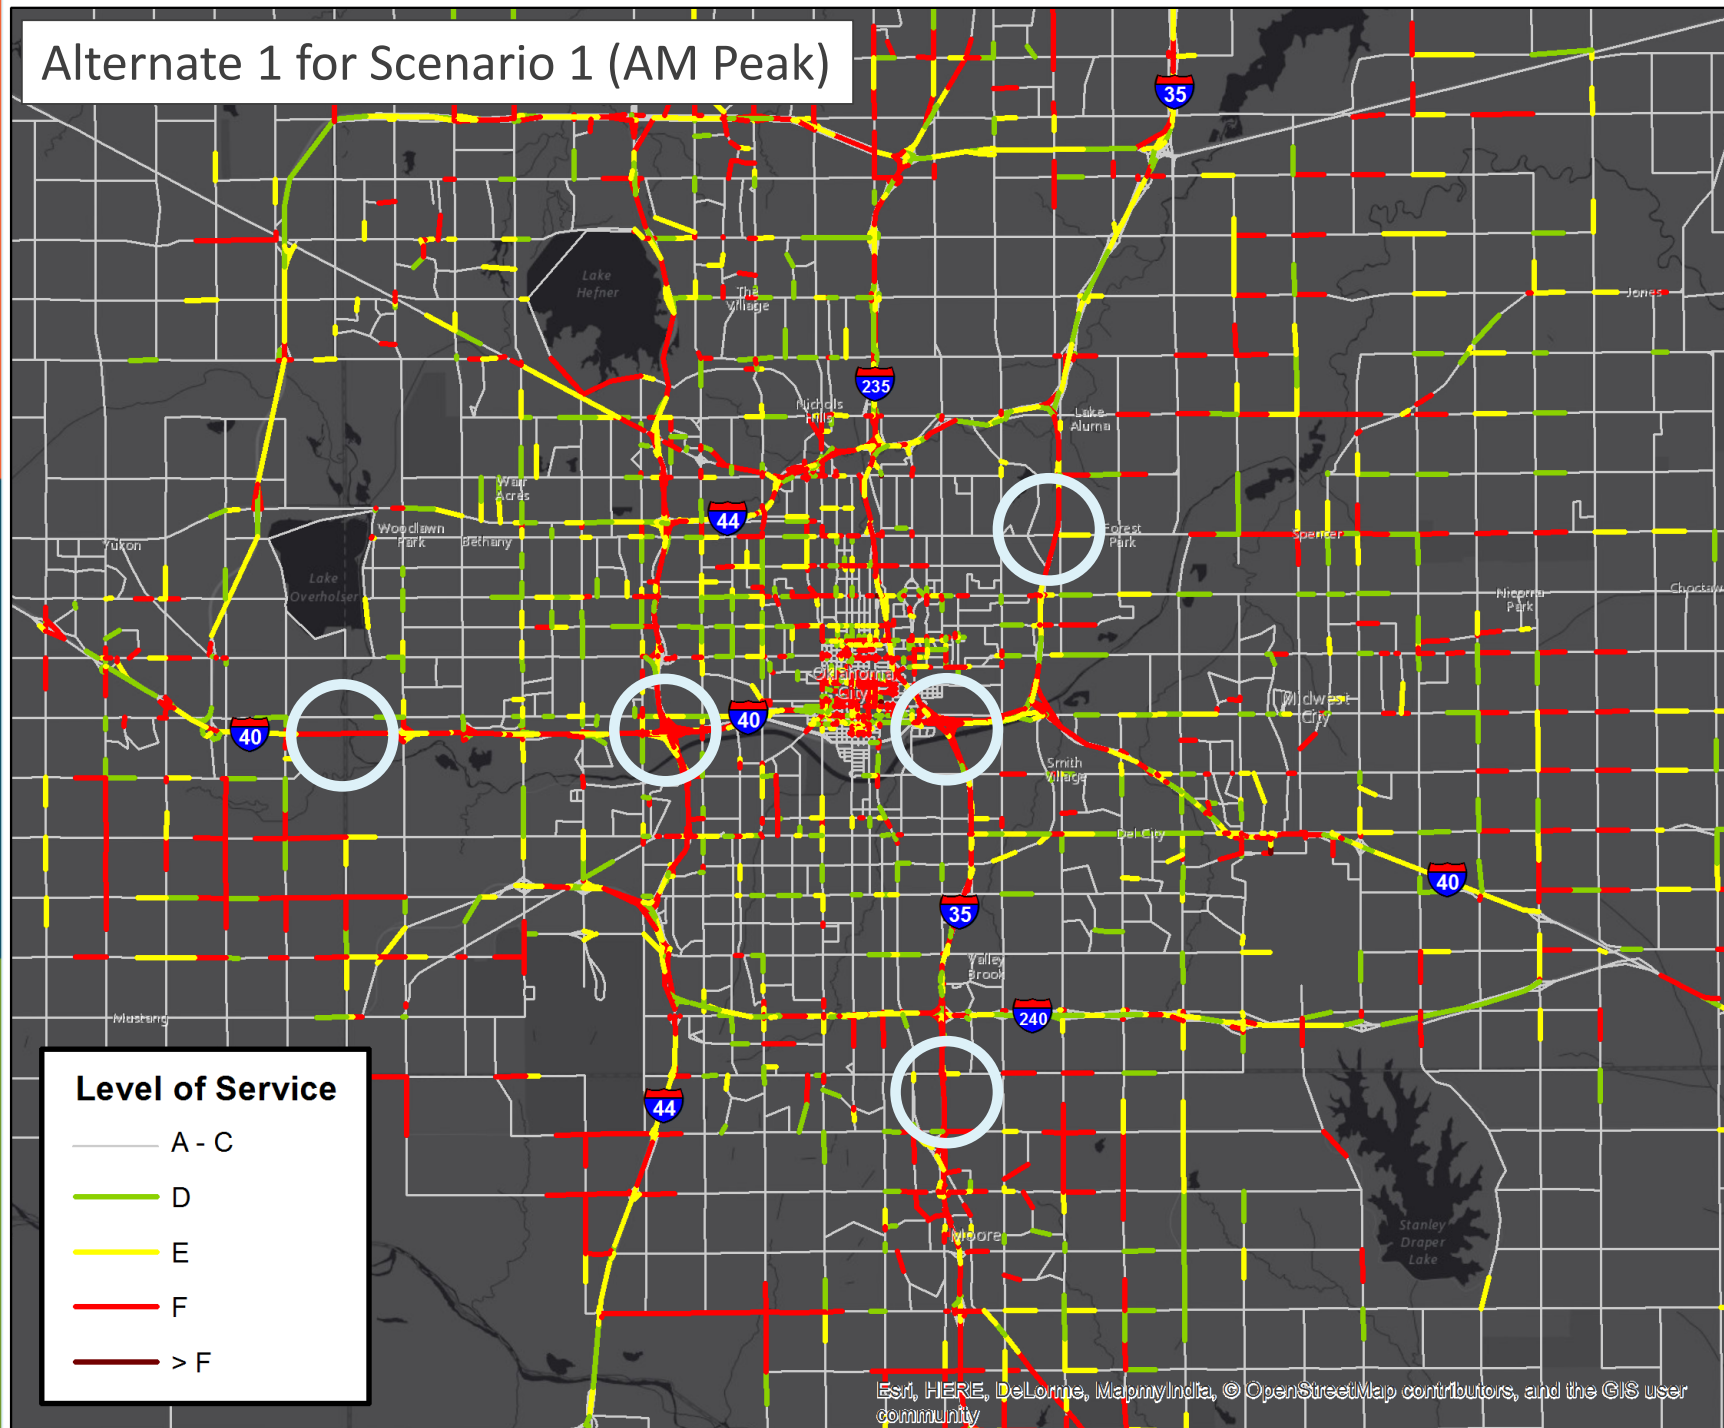 Alternate 1 for Scenario 1 (AM Peak)
35
Lake
Hefner
The
Village
Jones
235
Nichols
Hills
Lake
Aluma
Warr
Acres
44
Woodlawn
Park
Bethany
Yukon
Forest
Park
Spencer
Lake
Overholser
Nicoma
Park
Choctaw
Oklahoma
City
Midwest
City
40
40
Smith
Village
Del City
40
35
Valley
Brook
Mustang
240
44
Level of Service
A - C
D
E
F
> F
Moore
Stanley
Draper
Lake
Esri, HERE, DeLorme, MapmyIndia, © OpenStreetMap contributors, and the GIS user
community